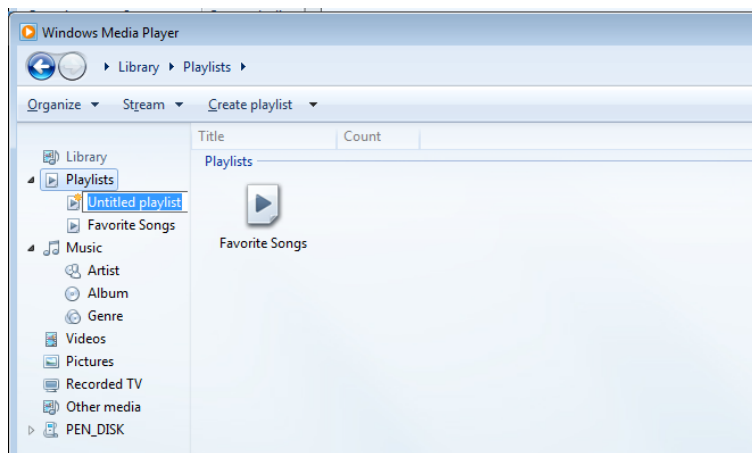 Windows Media Player
Library Playlists
Organize Stream Create playlist
Title Count
Library
Playlists
Untitled playlist
Favorite Songs
Music
Artist
Album
Genre
Videos
Pictures
Recorded TV
Other media
PEN_DISK
Playlists
Favorite Songs